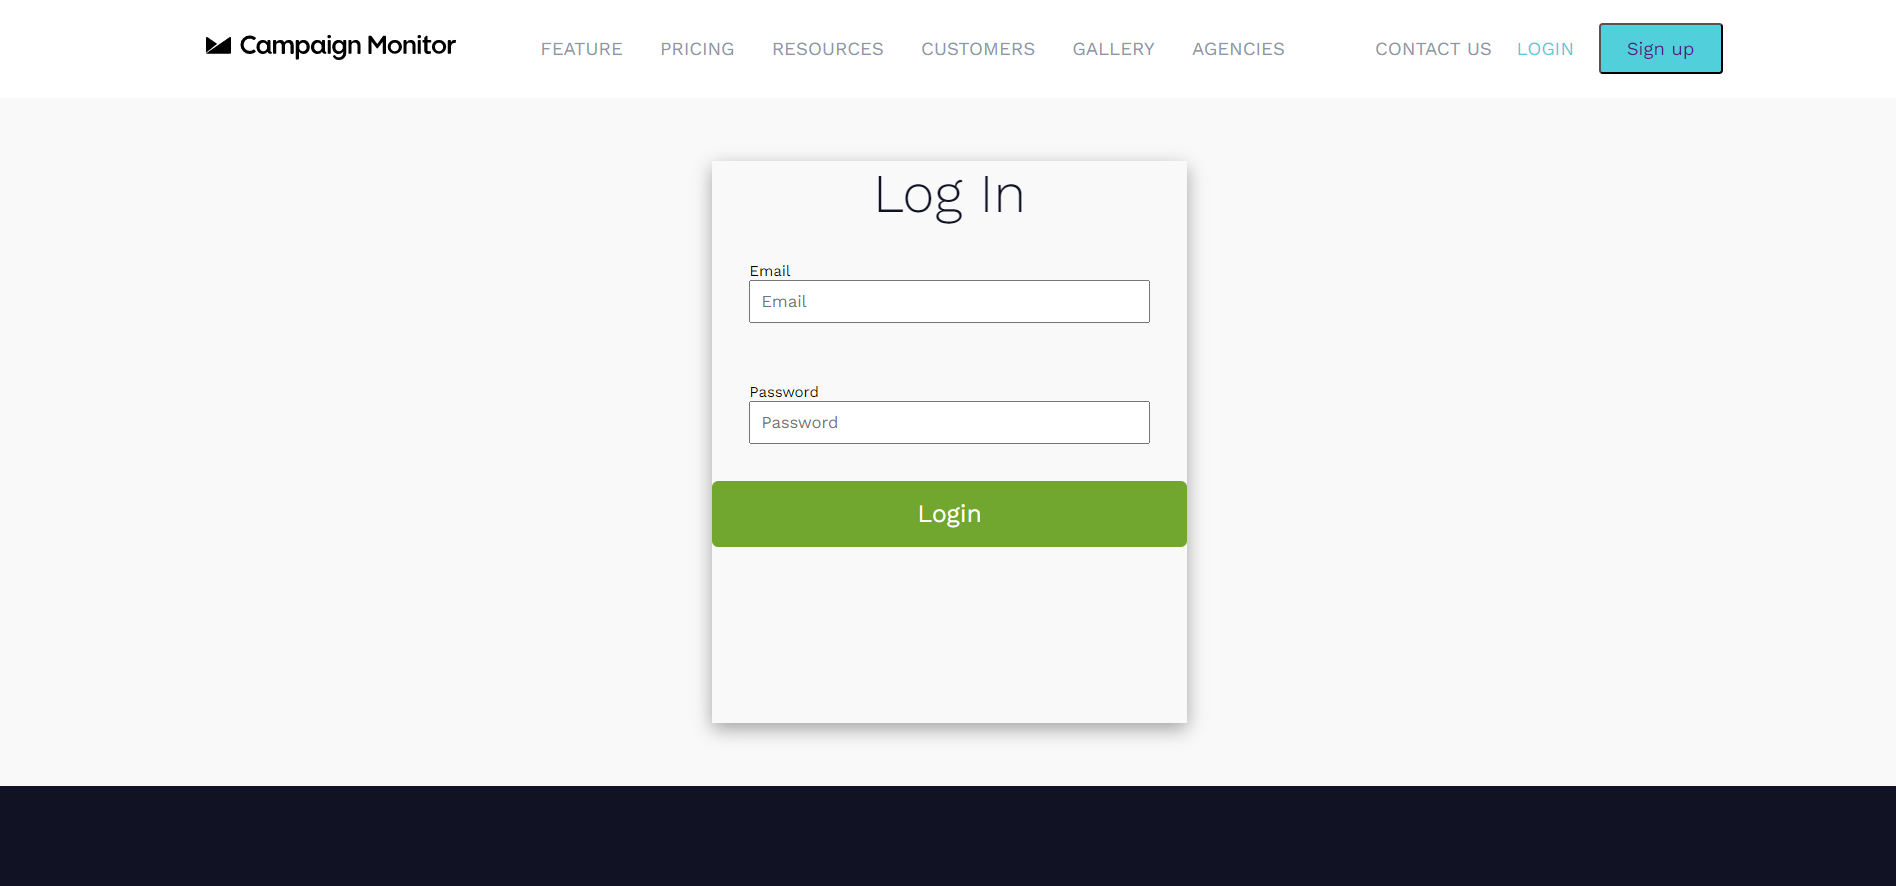 Campaign Monitor FEATURE PRICING RESOURCES CUSTOMERS GALLERY AGENCIES CONTACT US LOGIN Sign up
Log In
Email
Email
Password
Password
Login